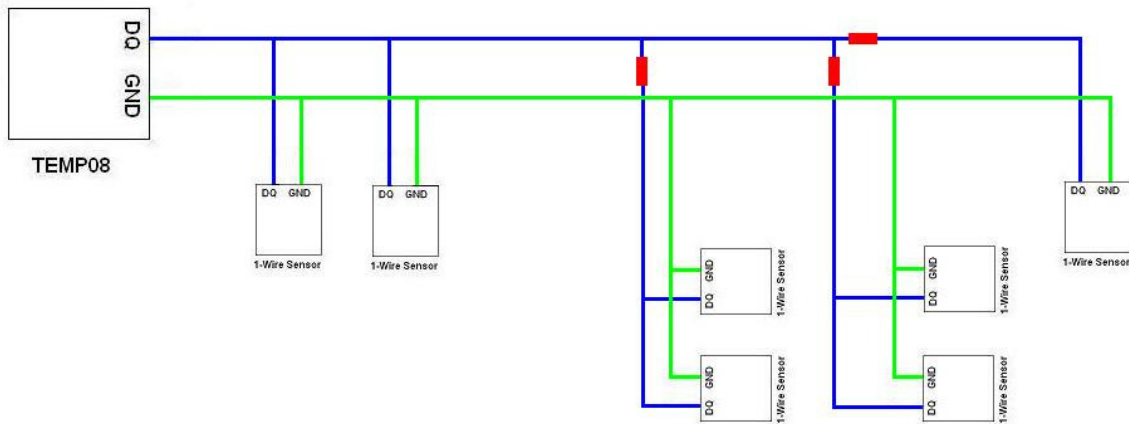 DQ
GND
TEMP08
DQ GND
1-Wire Sensor
DQ GND
1-Wire Sensor
GND
DQ
1-Wire Sensor
GND
DQ
1-Wire Sensor
GND
DQ
1-Wire Sensor
GND
DQ
1-Wire Sensor
DQ GND
1-Wire Sensor